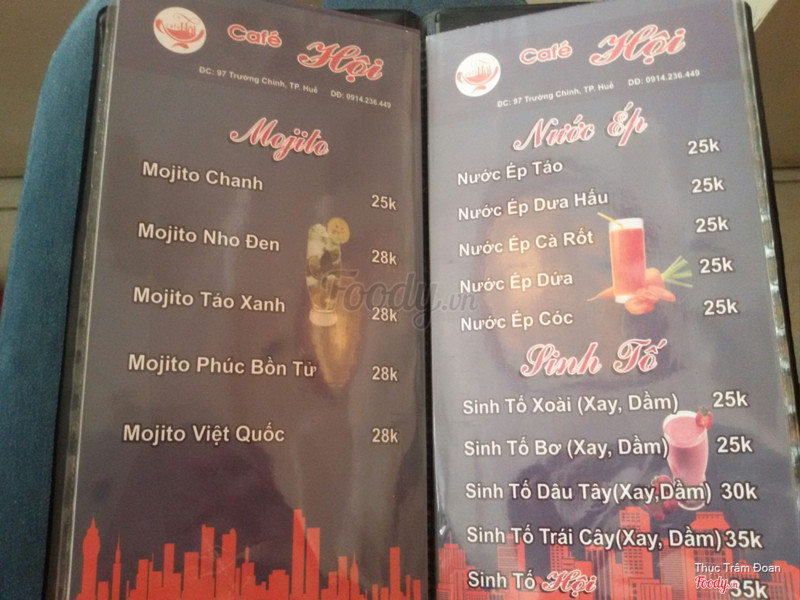 Café Hội
ĐC: 97 Trường Chinh, TP. Huế DĐ: 0914.236.449
Mojito
Mojito Chanh 25k
Mojito Nho Đen 28k
Mojito Táo Xanh 28k
Mojito Phúc Bồn Tử 28k
Mojito Việt Quốc 28k
Café Hội
ĐC: 97 Trường Chinh, TP. Huế DĐ: 0914.236.449
Nước Ép
Nước Ép Táo 25k
Nước Ép Dưa Hấu 25k
Nước Ép Cà Rốt 25k
Nước Ép Dứa 25k
Nước Ép Cóc 25k
Sinh Tố
Sinh Tố Xoài (Xay, Dầm) 25k
Sinh Tố Bơ (Xay, Dầm) 25k
Sinh Tố Dâu Tây(Xay,Dầm) 30k
Sinh Tố Trái Cây(Xay, Dầm) 35k
Sinh Tố Hội 35k
Foody.vn
Thục Trâm Đoan
Foody.vn